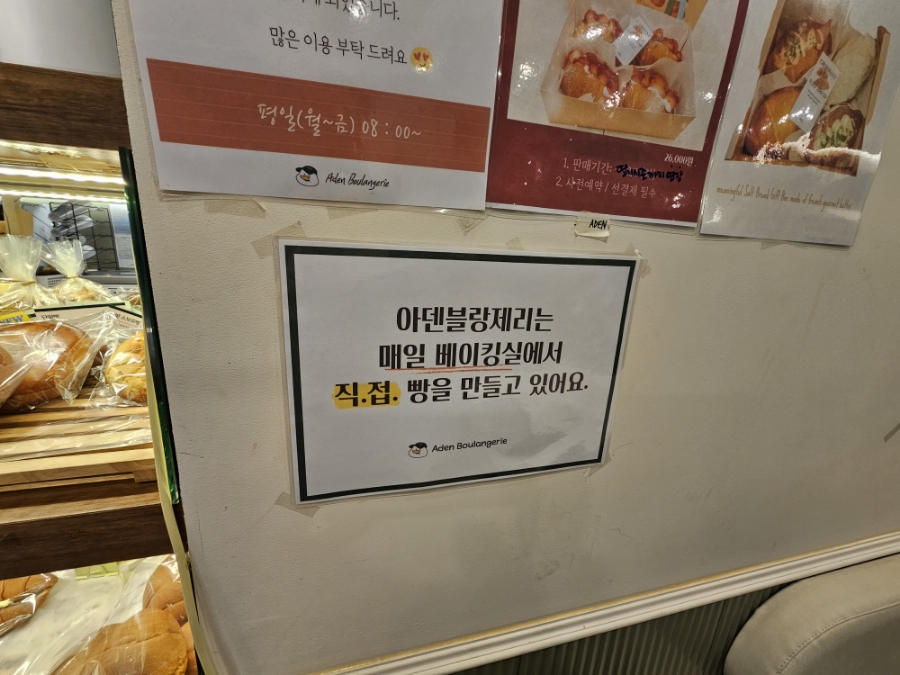 많은 이용 부탁 드려요
평일(월~금) 08 : 00~
Aden Boulangerie
26,000원
1. 판매기간:
2. 사전예약 / 선결제 필수
ADEN
아덴블랑제리는
매일 베이킹실에서
직.접. 빵을 만들고 있어요.
Aden Boulangerie
NEW